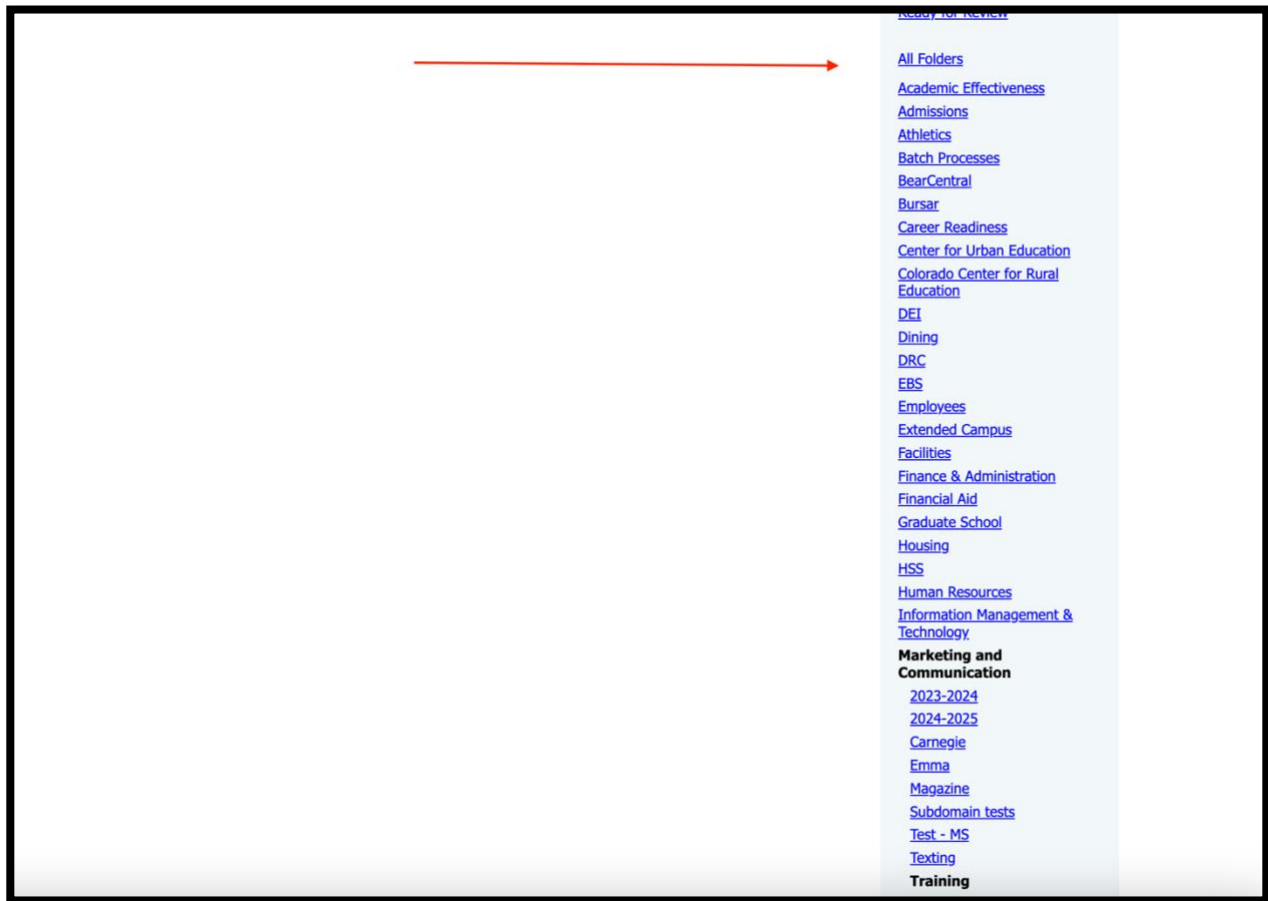 Ready for Review
All Folders
Academic Effectiveness
Admissions
Athletics
Batch Processes
BearCentral
Bursar
Career Readiness
Center for Urban Education
Colorado Center for Rural
Education
DEI
Dining
DRC
EBS
Employees
Extended Campus
Facilities
Finance & Administration
Financial Aid
Graduate School
Housing
HSS
Human Resources
Information Management &
Technology
Marketing and
Communication
2023-2024
2024-2025
Carnegie
Emma
Magazine
Subdomain tests
Test - MS
Texting
Training